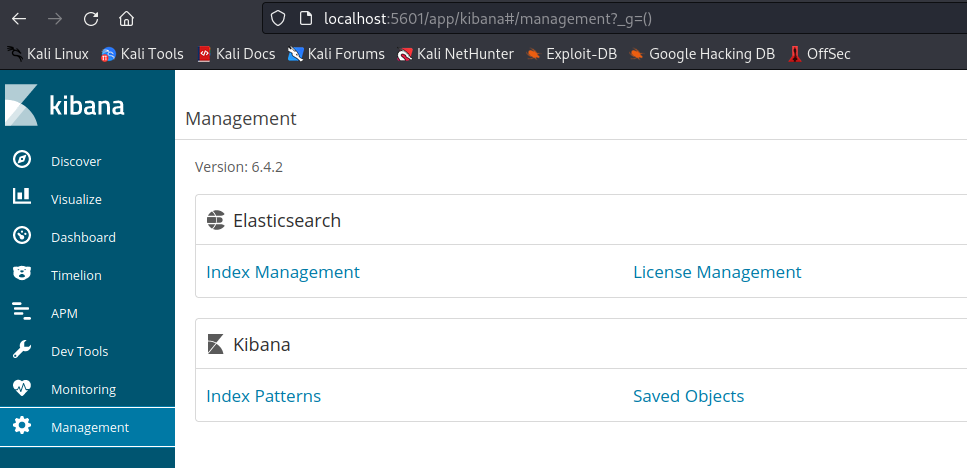 localhost:5601/app/kibana#/management?_g=()
Kali Linux Kali Tools Kali Docs Kali Forums Kali NetHunter Exploit-DB Google Hacking DB OffSec
kibana
Discover
Visualize
Dashboard
Timelion
APM
Dev Tools
Monitoring
Management
Management
Version: 6.4.2
Elasticsearch
Index Management License Management
Kibana
Index Patterns Saved Objects